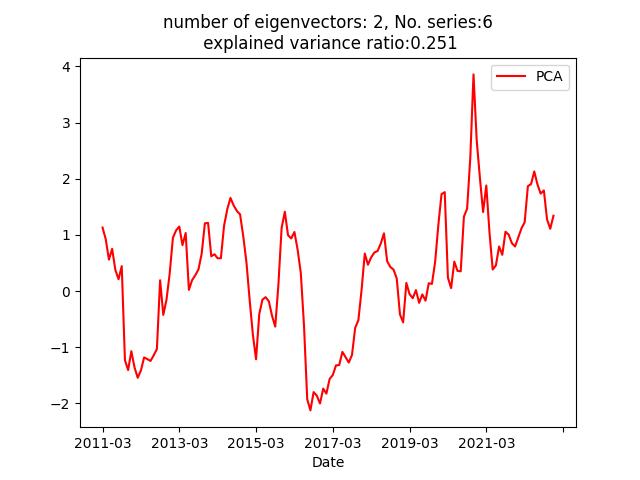 number of eigenvectors: 2, No. series:6
explained variance ratio:0.251
PCA
4
3
2
1
0
−1
−2
2011-03 2013-03 2015-03 2017-03 2019-03 2021-03
Date